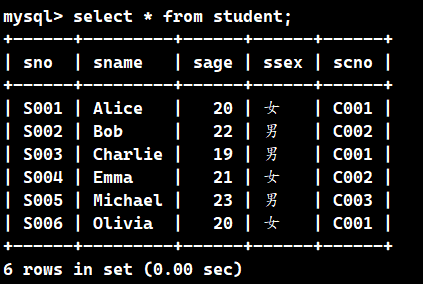 mysql> select * from student;
+------+---------+------+------+------+
| sno  | sname   | sage | ssex | scno |
+------+---------+------+------+------+
| S001 | Alice   |   20 | 女   | C001 |
| S002 | Bob     |   22 | 男   | C002 |
| S003 | Charlie |   19 | 男   | C001 |
| S004 | Emma    |   21 | 女   | C002 |
| S005 | Michael |   23 | 男   | C003 |
| S006 | Olivia  |   20 | 女   | C001 |
+------+---------+------+------+------+
6 rows in set (0.00 sec)